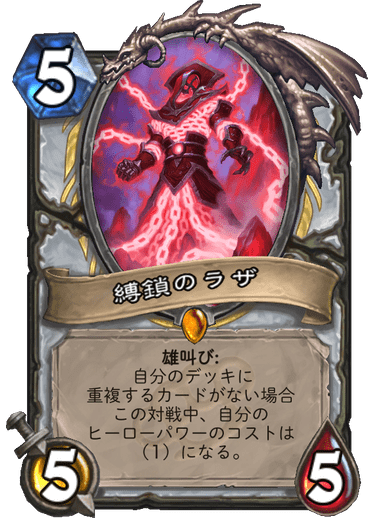 5
縛鎖のラザ
雄叫び:
自分のデッキに
重複するカードがない場合
この対戦中、自分の
ヒーローパワーのコストは
（1）になる。
5
5